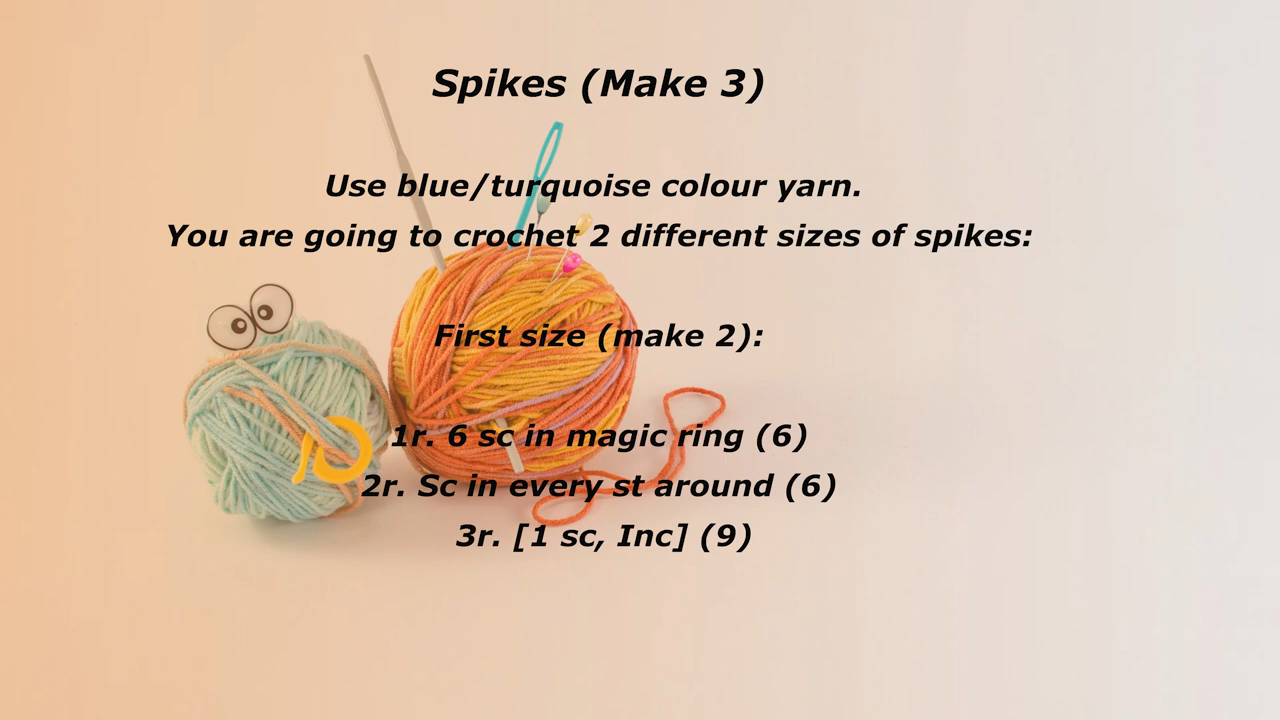 Spikes (Make 3)
Use blue/turquoise colour yarn.
You are going to crochet 2 different sizes of spikes:
First size (make 2):
1r. 6 sc in magic ring (6)
2r. Sc in every st around (6)
3r. [1 sc, Inc] (9)